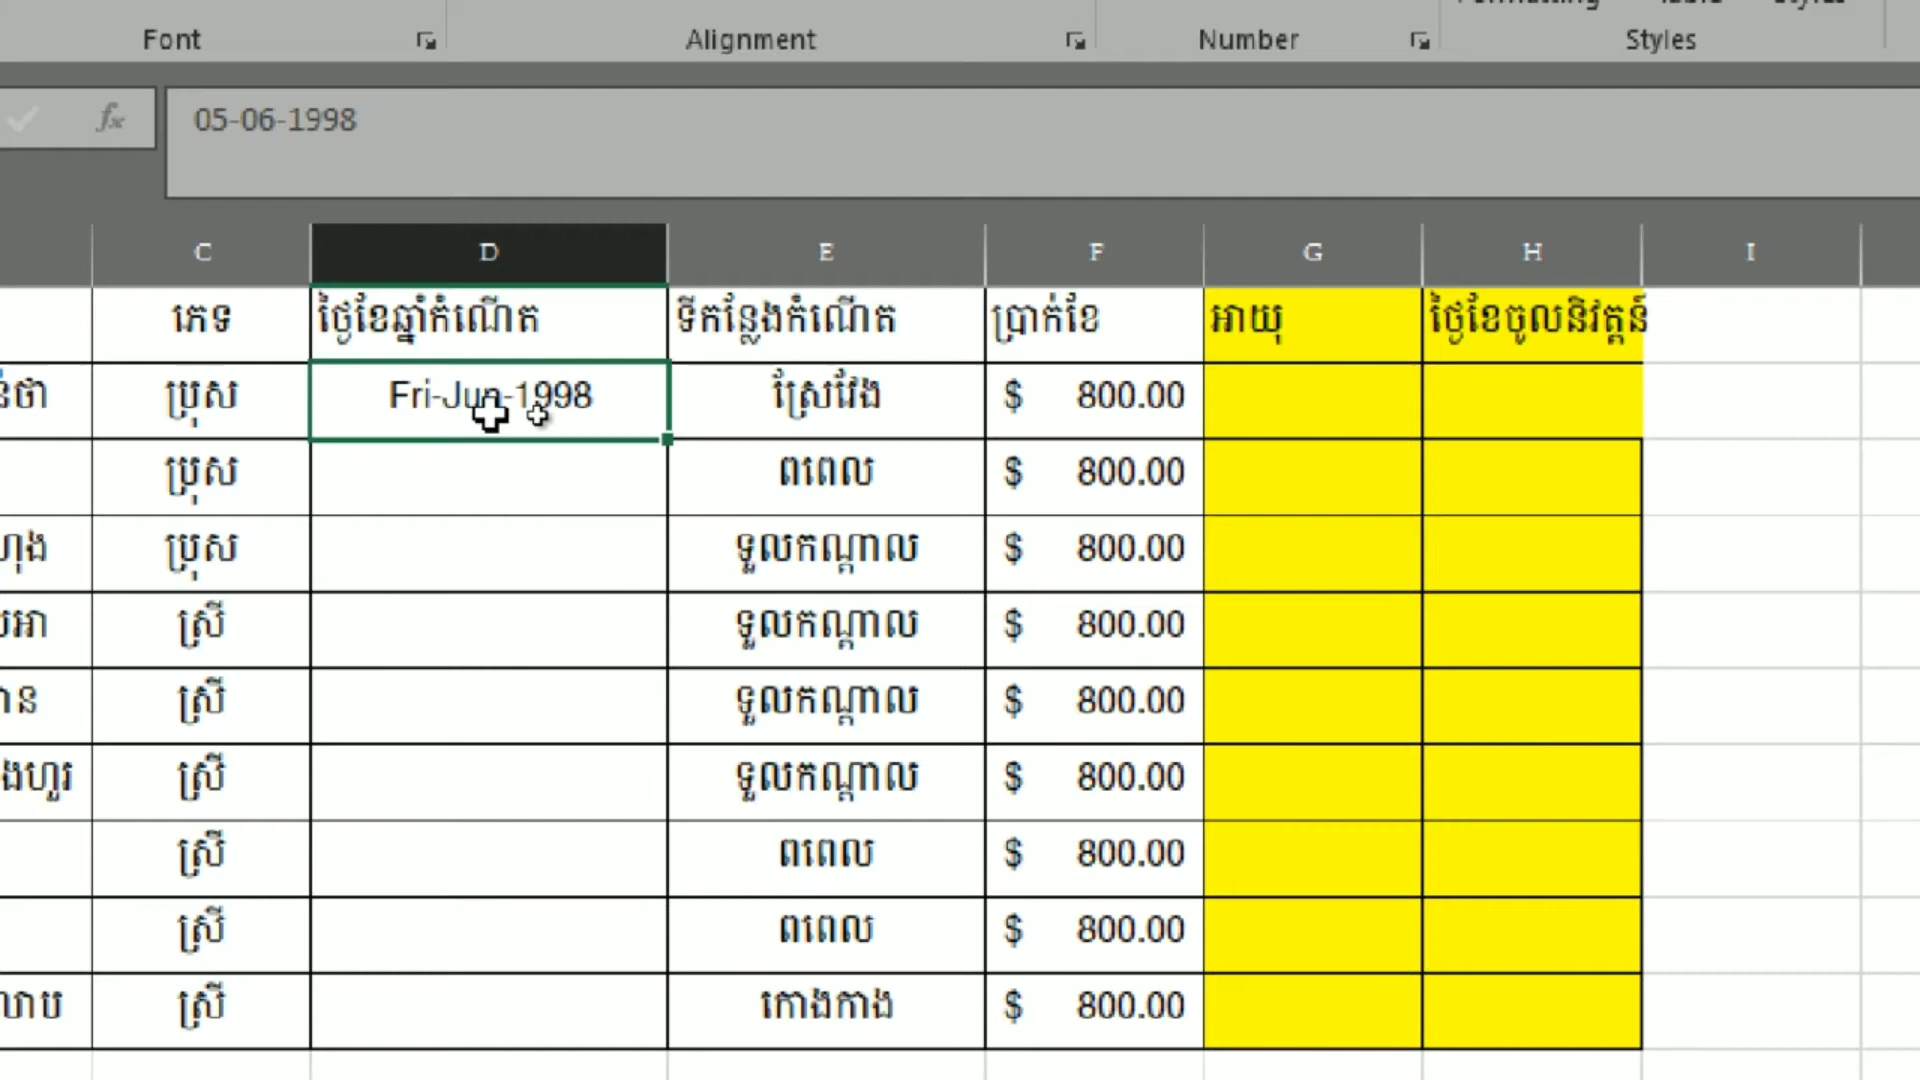 Font Alignment Number Styles
fx 05-06-1998
C D E F G H I
ភេទ ថ្ងៃខែឆ្នាំកំណើត ទីកន្លែងកំណើត ប្រាក់ខែ អាយុ ថ្ងៃខែចូលនិវត្តន៍
ប្រុស Fri-Jun-1998 ស្រែវែង $ 800.00
ប្រុស ពពេល $ 800.00
ប្រុស ទួលកណ្តាល $ 800.00
ស្រី ទួលកណ្តាល $ 800.00
ស្រី ទួលកណ្តាល $ 800.00
ស្រី ទួលកណ្តាល $ 800.00
ស្រី ពពេល $ 800.00
ស្រី ពពេល $ 800.00
ស្រី កោងកាង $ 800.00